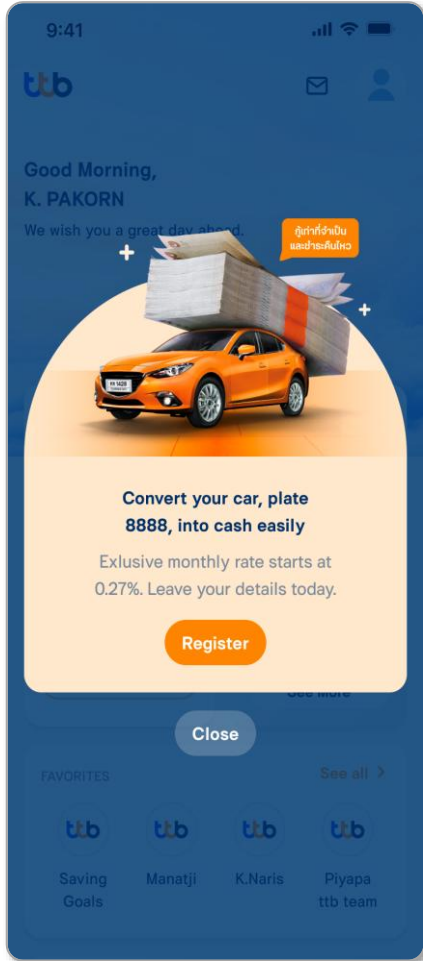 9:41
ttb
Good Morning,
K. PAKORN
We wish you a great day ahead.
กู้เท่าที่จำเป็น
และชำระคืนไหว
Convert your car, plate
8888, into cash easily
Exlusive monthly rate starts at
0.27%. Leave your details today.
Register
See More
Close
FAVORITES
See all >
ttb
ttb
ttb
ttb
Saving
Goals
Manatji
K.Naris
Piyapa
ttb team